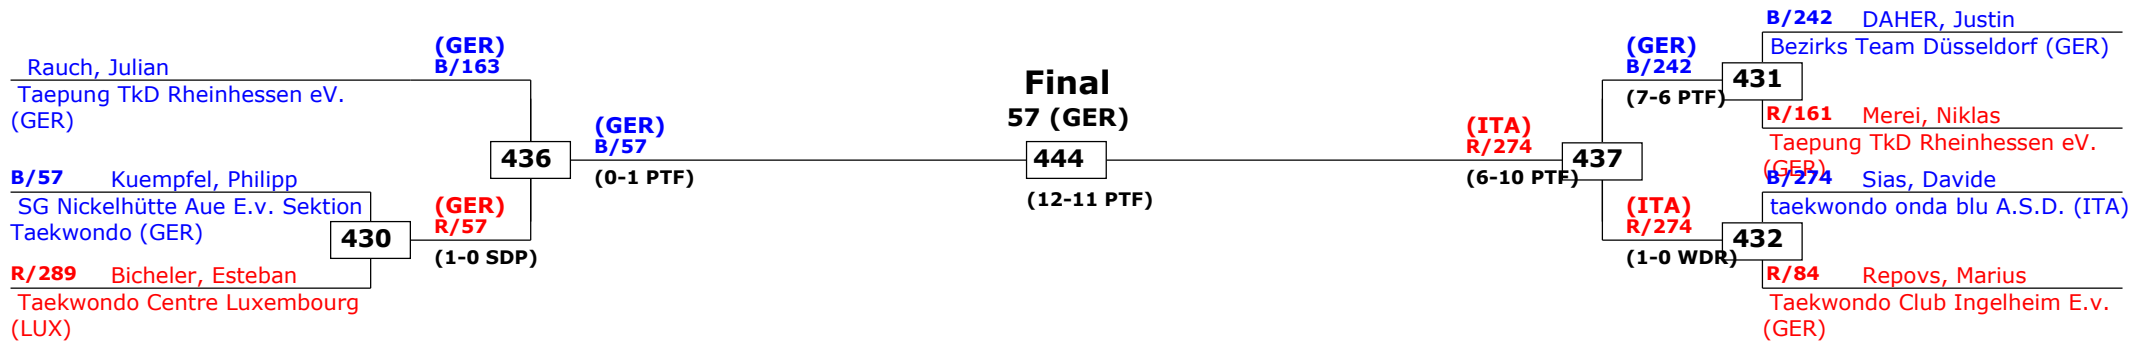 Rauch, Julian
Taepung TkD Rheinhessen eV.
(GER)
(GER)
B/163
B/57 Kuempfel, Philipp
SG Nickelhütte Aue E.v. Sektion
Taekwondo (GER)
430
R/289 Bicheler, Esteban
Taekwondo Centre Luxembourg
(LUX)
(GER)
R/57
(1-0 SDP)
436
(GER)
B/57
(0-1 PTF)
Final
57 (GER)
444
(12-11 PTF)
(ITA)
R/274
(6-10 PTF)
437
(GER)
B/242
(7-6 PTF)
431
B/242 DAHER, Justin
Bezirks Team Düsseldorf (GER)
R/161 Merei, Niklas
Taepung TkD Rheinhessen eV.
(GER)
(ITA)
R/274
(1-0 WDR)
432
B/274 Sias, Davide
taekwondo onda blu A.S.D. (ITA)
R/84 Repovs, Marius
Taekwondo Club Ingelheim E.v.
(GER)